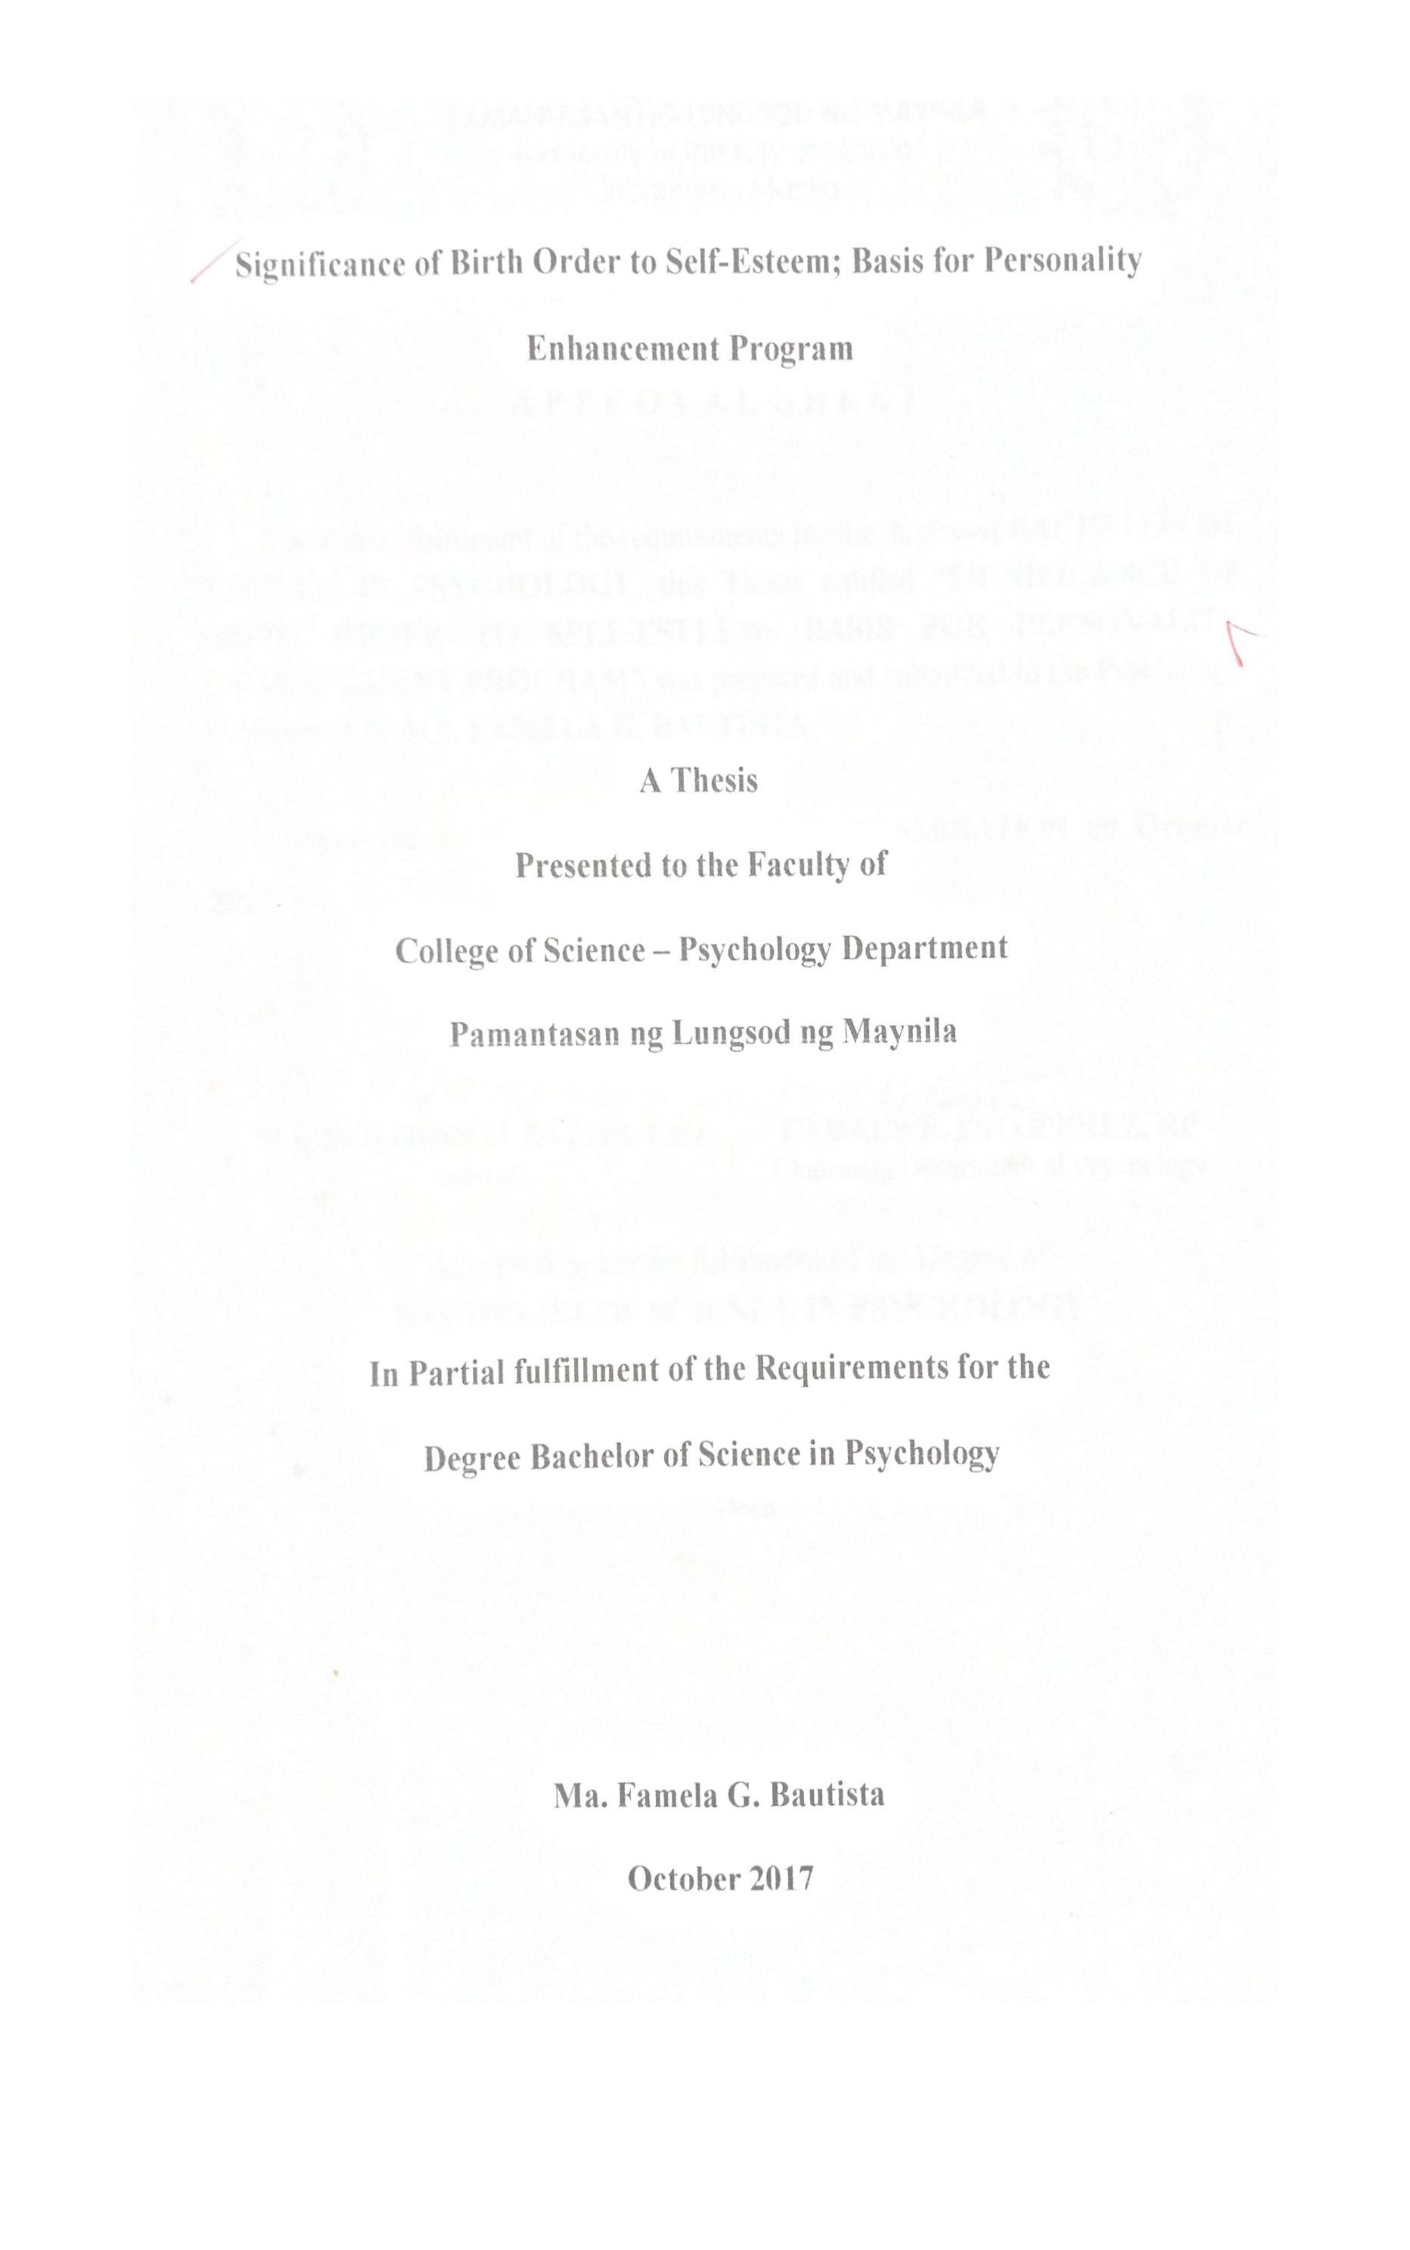 Significance of Birth Order to Self-Esteem; Basis for Personality
Enhancement Program
A Thesis
Presented to the Faculty of
College of Science – Psychology Department
Pamantasan ng Lungsod ng Maynila
In Partial fulfillment of the Requirements for the
Degree Bachelor of Science in Psychology
Ma. Famela G. Bautista
October 2017